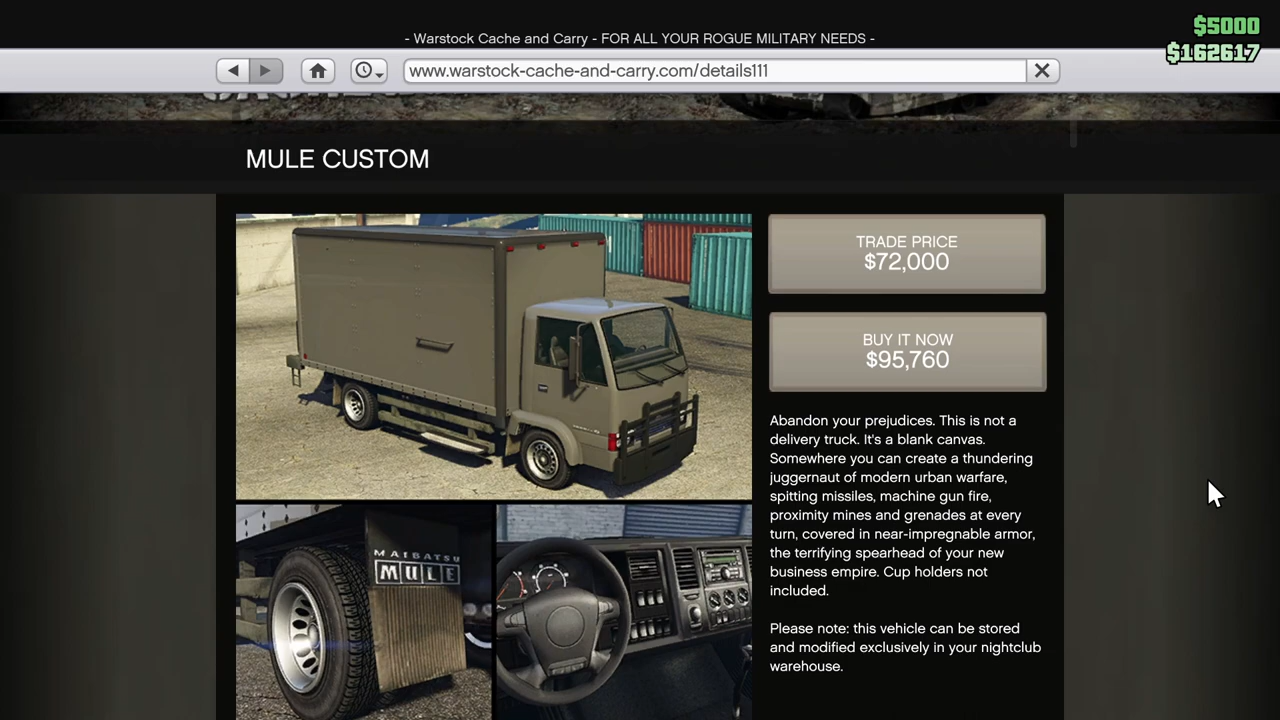 $5000
- Warstock Cache and Carry - FOR ALL YOUR ROGUE MILITARY NEEDS -
$162617
www.warstock-cache-and-carry.com/details111
MULE CUSTOM
TRADE PRICE
$72,000
BUY IT NOW
$95,760
Abandon your prejudices. This is not a
delivery truck. It's a blank canvas.
Somewhere you can create a thundering
juggernaut of modern urban warfare,
spitting missiles, machine gun fire,
proximity mines and grenades at every
turn, covered in near-impregnable armor,
the terrifying spearhead of your new
business empire. Cup holders not
included.
Please note: this vehicle can be stored
and modified exclusively in your nightclub
warehouse.
MAIBATSU
MULE